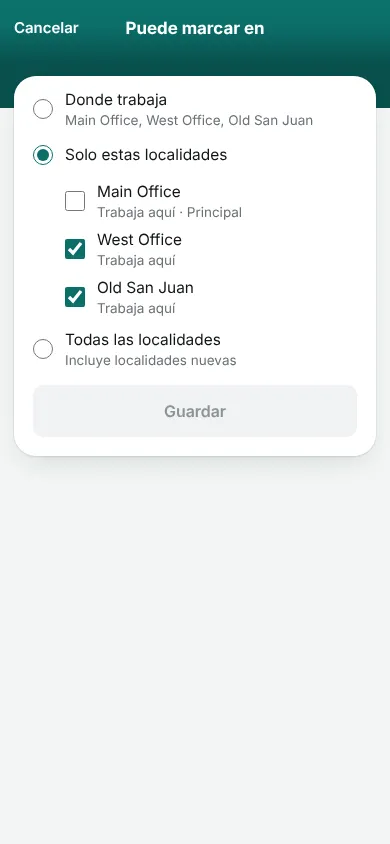 Cancelar
Puede marcar en
Donde trabaja
Main Office, West Office, Old San Juan
Solo estas localidades
Main Office
Trabaja aquí · Principal
West Office
Trabaja aquí
Old San Juan
Trabaja aquí
Todas las localidades
Incluye localidades nuevas
Guardar